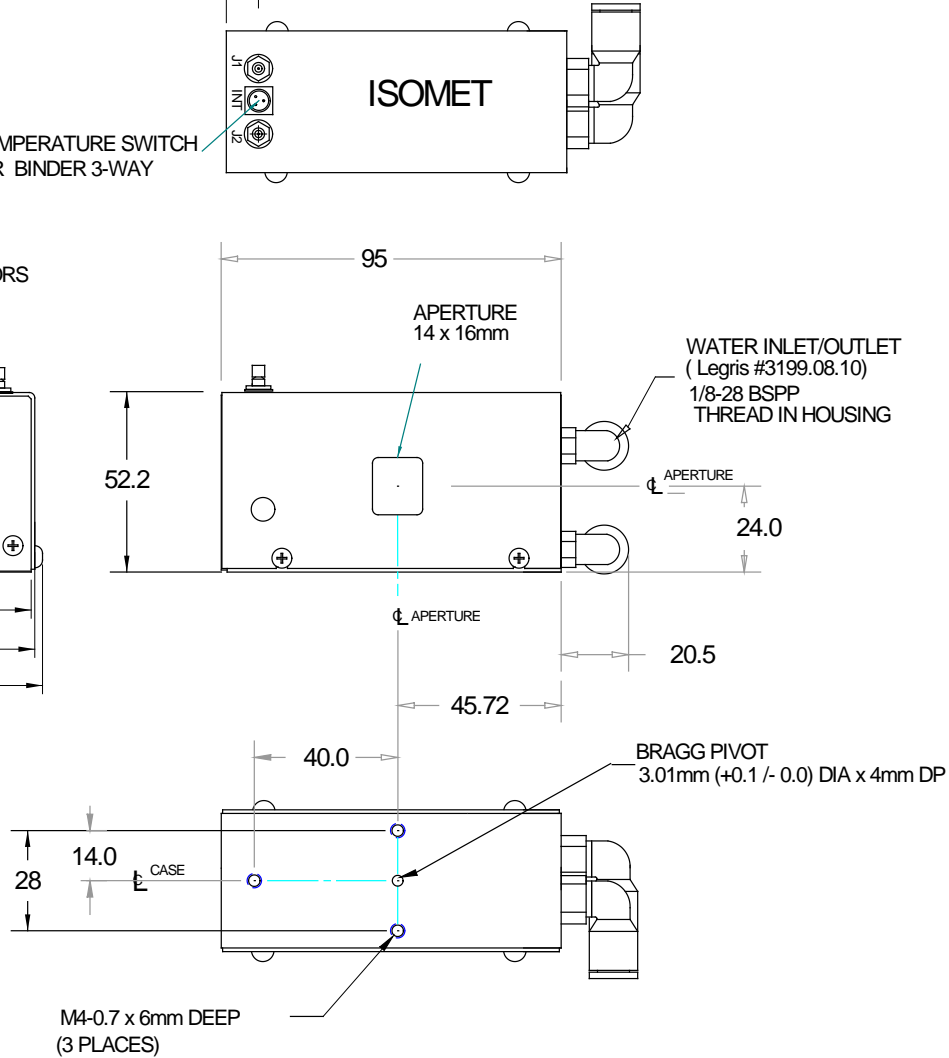 J1
INT
J2
ISOMET
MPERATURE SWITCH
R BINDER 3-WAY
ORS
95
APERTURE
14 x 16mm
WATER INLET/OUTLET
( Legris #3199.08.10)
1/8-28 BSPP
THREAD IN HOUSING
52.2
℄ APERTURE
24.0
℄ APERTURE
20.5
45.72
40.0
BRAGG PIVOT
3.01mm (+0.1 /- 0.0) DIA x 4mm DP
14.0
28
℄ CASE
M4-0.7 x 6mm DEEP
(3 PLACES)